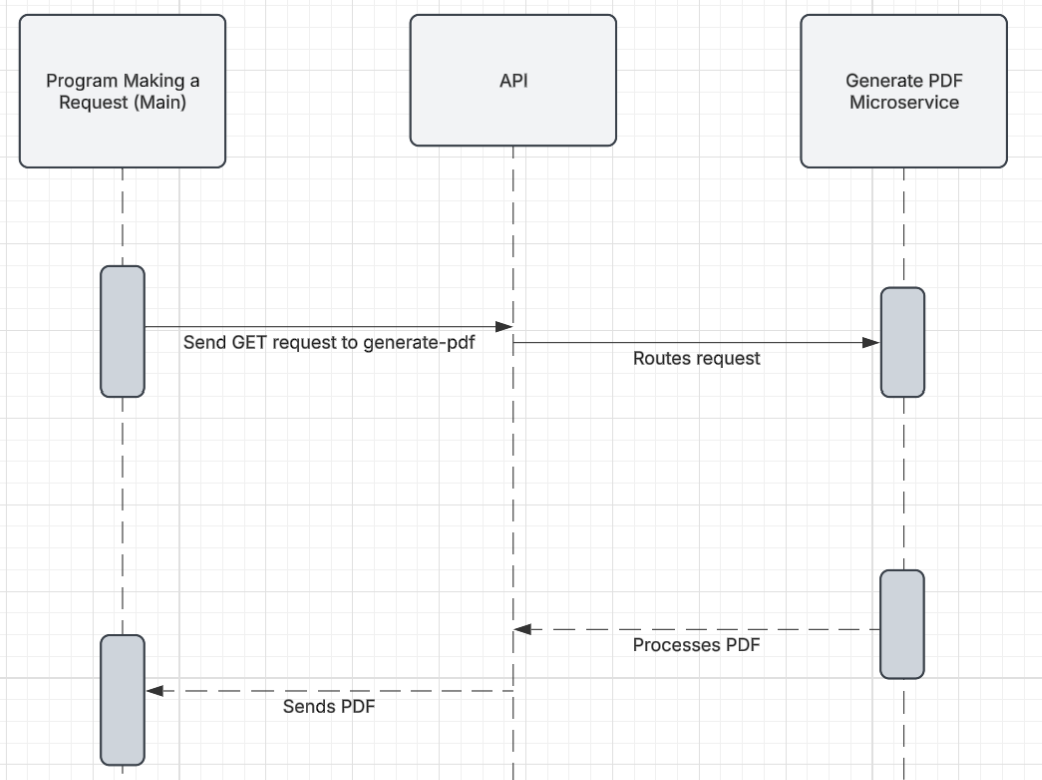 Program Making a
Request (Main)
API
Generate PDF
Microservice
Send GET request to generate-pdf
Routes request
Processes PDF
Sends PDF